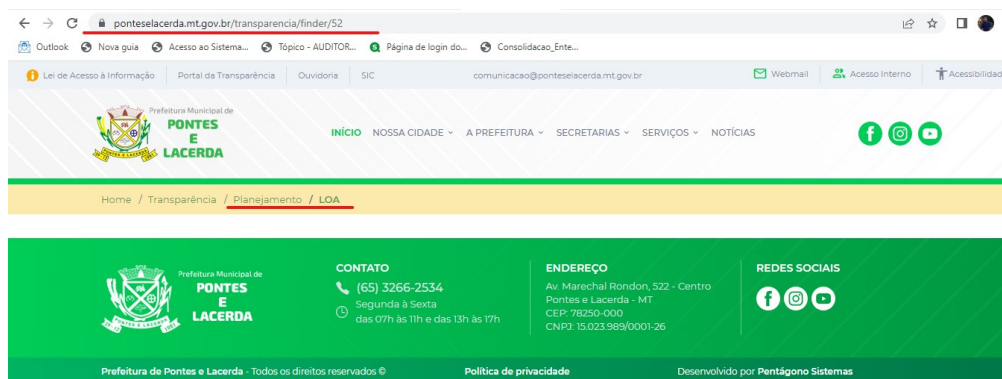 ponteselacerda.mt.gov.br/transparencia/finder/52
Outlook Nova guia Acesso ao Sistema... Tópico - AUDITOR... Página de login do... Consolidacao_Ente...
Lei de Acesso à Informação Portal da Transparência Ouvidoria SIC comunicacao@ponteselacerda.mt.gov.br Webmail Acesso Interno Acessibilidad
Prefeitura Municipal de
PONTES
E
LACERDA
INÍCIO NOSSA CIDADE A PREFEITURA SECRETARIAS SERVIÇOS NOTÍCIAS
Home / Transparência / Planejamento / LOA
Prefeitura Municipal de
PONTES
E
LACERDA
CONTATO
(65) 3266-2534
Segunda à Sexta
das 07h às 11h e das 13h às 17h
ENDEREÇO
Av. Marechal Rondon, 522 - Centro
Pontes e Lacerda - MT
CEP: 78250-000
CNPJ: 15.023.989/0001-26
REDES SOCIAIS
Prefeitura de Pontes e Lacerda - Todos os direitos reservados © Política de privacidade Desenvolvido por Pentágono Sistemas